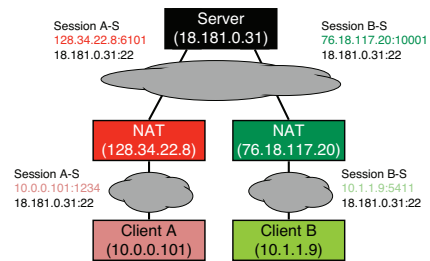 Server
(18.181.0.31)
Session A-S
128.34.22.8:6101
18.181.0.31:22
Session B-S
76.18.117.20:10001
18.181.0.31:22
NAT
(128.34.22.8)
NAT
(76.18.117.20)
Session A-S
10.0.0.101:1234
18.181.0.31:22
Session B-S
10.1.1.9:5411
18.181.0.31:22
Client A
(10.0.0.101)
Client B
(10.1.1.9)